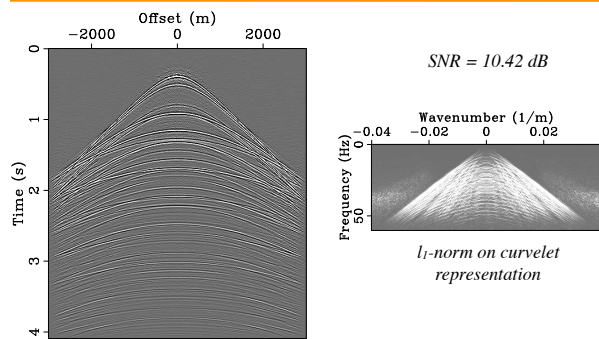 Offset (m)
−2000 0 2000
0
1
2
3
4
Time (s)
SNR = 10.42 dB
Wavenumber (1/m)
−0.04 −0.02 0 0.02
0
50
Frequency (Hz)
l1-norm on curvelet
representation